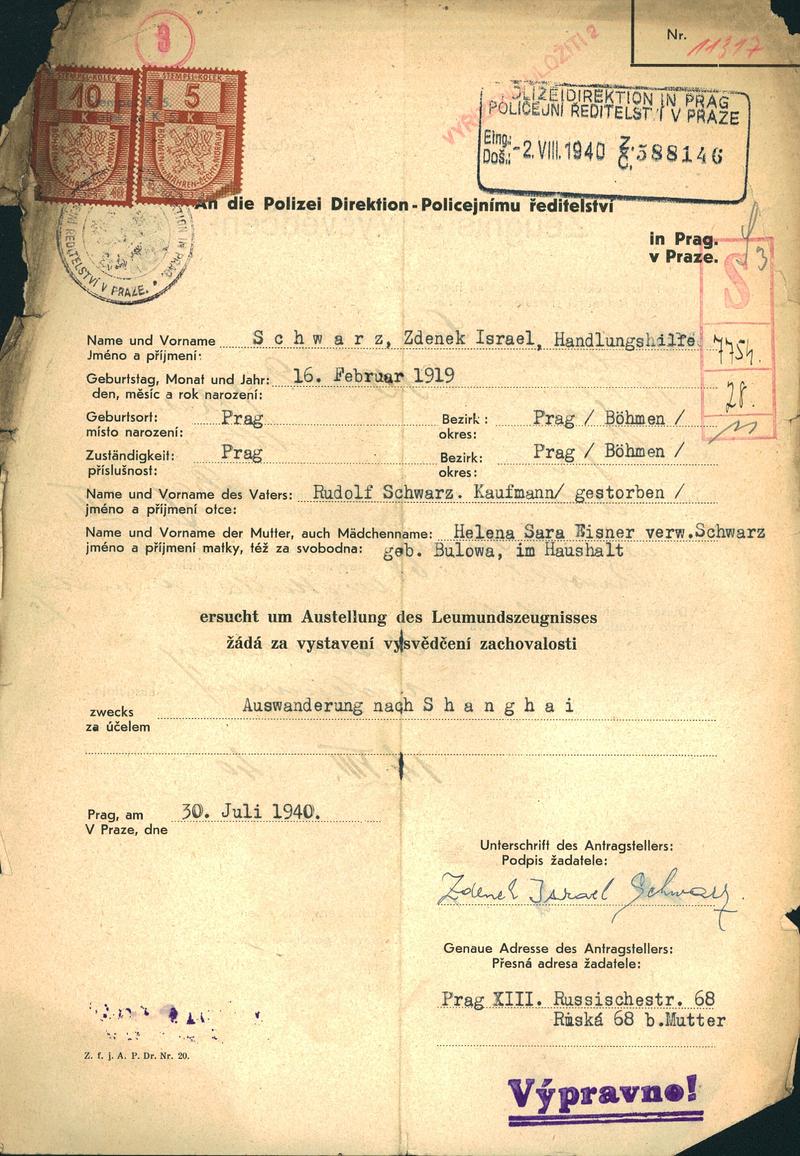 3
Nr. 11317
STEMPEL-KOLEK
10
K
STEMPEL-KOLEK
5
K
POLIZEIDIREKTION IN PRAG
POLICEJNÍ ŘEDITELSTVÍ V PRAZE
Eing.:
Doš.: -2.VIII.1940 Z. Č. 388146
An die Polizei Direktion - Policejnímu ředitelství
in Prag.
v Praze.
ŘEDITELSTVÍ V PRAZE.
S
3
7754.
28.
Name und Vorname S c h w a r z, Zdenek Israel, Handlungshilfe
Jméno a příjmení:
Geburtstag, Monat und Jahr: 16. Februar 1919
den, měsíc a rok narození:
Geburtsort: Prag Bezirk: Prag / Böhmen /
místo narození: okres:
Zuständigkeit: Prag Bezirk: Prag / Böhmen /
příslušnost: okres:
Name und Vorname des Vaters: Rudolf Schwarz. Kaufmann/ gestorben /
jméno a příjmení otce:
Name und Vorname der Mutter, auch Mädchenname: Helena Sara Eisner verw.Schwarz
jméno a příjmení matky, též za svobodna: geb. Bulowa, im Haushalt
ersucht um Austellung des Leumundszeugnisses
žádá za vystavení vysvědčení zachovalosti
zwecks Auswanderung nach S h a n g h a i
za účelem
Prag, am 30. Juli 1940.
V Praze, dne
Unterschrift des Antragstellers:
Podpis žadatele:
Zdenek Israel Schwarz.
Genaue Adresse des Antragstellers:
Přesná adresa žadatele:
Prag XIII. Russischestr. 68
Ruská 68 b.Mutter
Z. f. j. A. P. Dr. Nr. 20.
Výpravno!